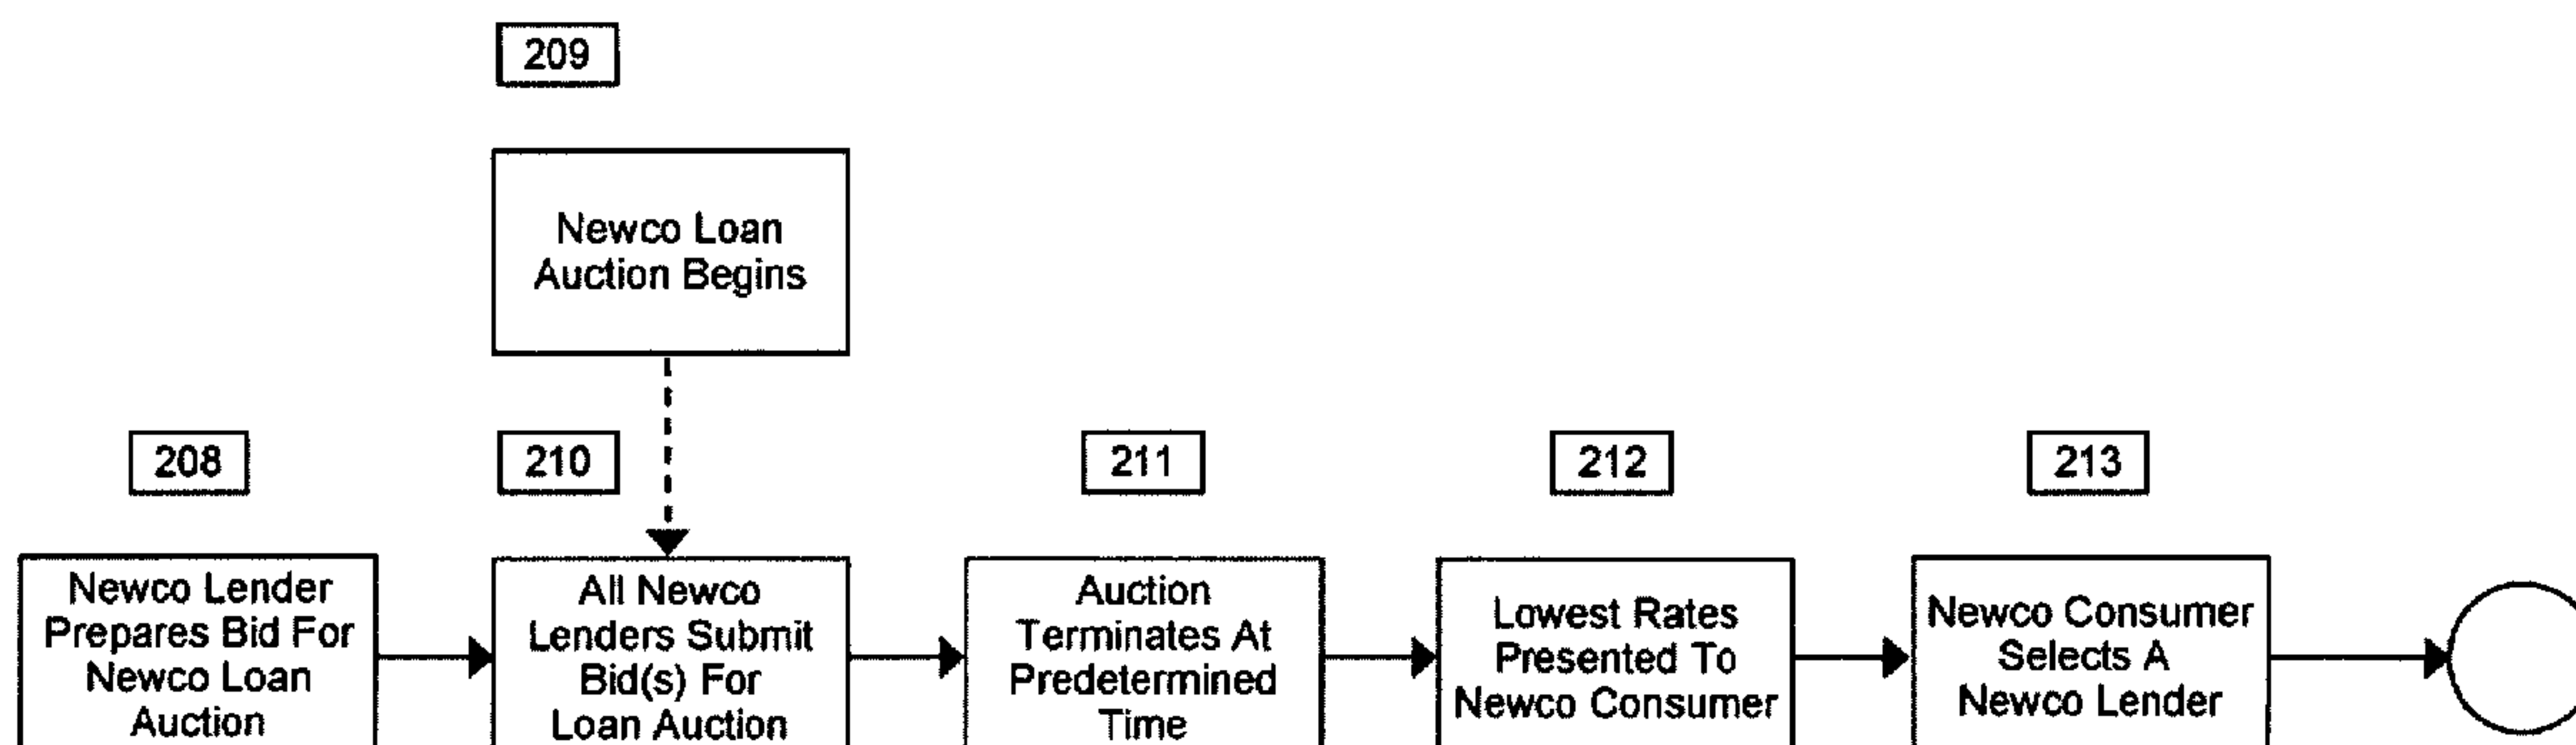 209
Newco Loan
Auction Begins
208
210
211
212
213
Newco Lender
Prepares Bid For
Newco Loan
Auction
All Newco
Lenders Submit
Bid(s) For
Loan Auction
Auction
Terminates At
Predetermined
Time
Lowest Rates
Presented To
Newco Consumer
Newco Consumer
Selects A
Newco Lender